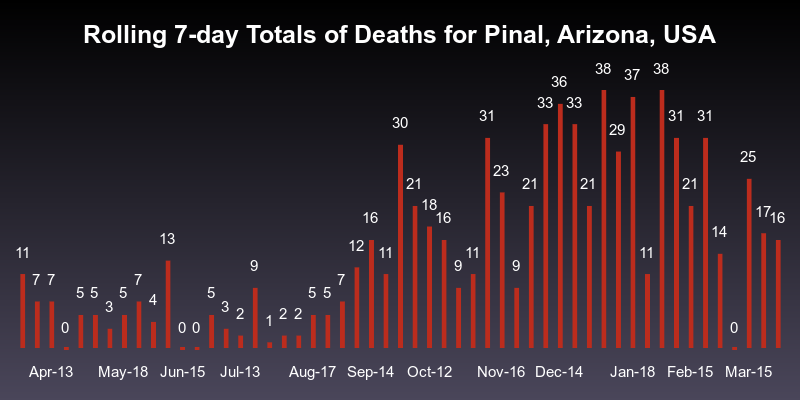 Rolling 7-day Totals of Deaths for Pinal, Arizona, USA
11 7 7 0 5 5 3 5 7 4 13 0 0 5 3 2 9 1 2 2 5 5 7 12 16 11 30 21 18 16 9 11 31 23 9 21 33 36 33 21 38 29 37 11 38 31 21 31 14 0 25 17 16
Apr-13 May-18 Jun-15 Jul-13 Aug-17 Sep-14 Oct-12 Nov-16 Dec-14 Jan-18 Feb-15 Mar-15